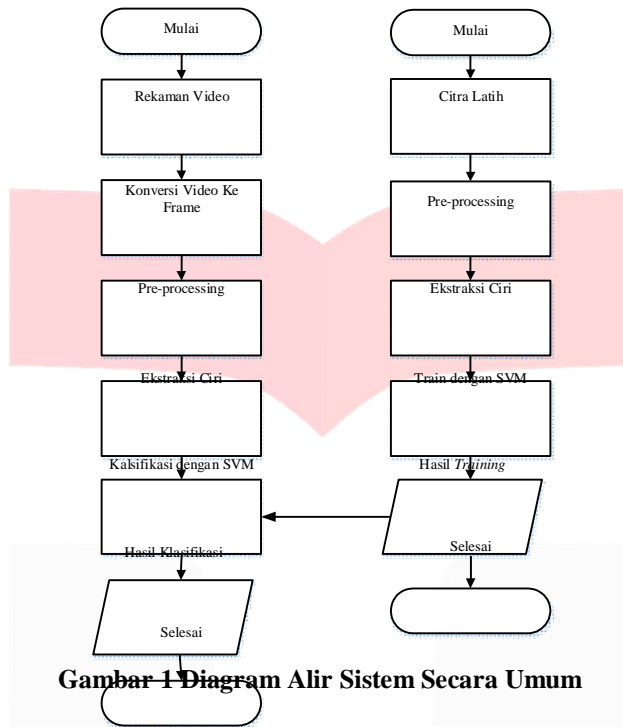 Mulai
Rekaman Video
Konversi Video Ke
Frame
Pre-processing
Ekstraksi Ciri
Kalsifikasi dengan SVM
Hasil Klasifikasi
Selesai
Mulai
Citra Latih
Pre-processing
Ekstraksi Ciri
Train dengan SVM
Hasil Training
Selesai
Gambar 1 Diagram Alir Sistem Secara Umum